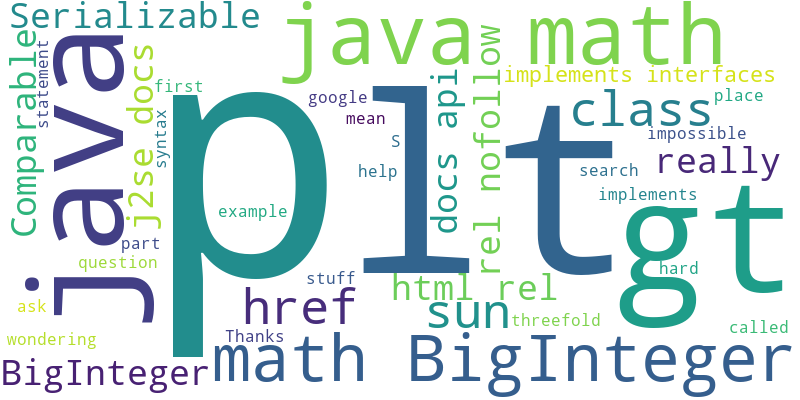 Serializable
java math
java
Comparable
statement
j2se docs
syntax
first
p
lt
gt
google
mean
S
help
docs api
rel nofollow
implements interfaces
class
place
impossible
really
search
implements
example
part
question
ask
wondering
stuff
href
html rel
sun
threefold
hard
called
Thanks
math BigInteger
BigInteger